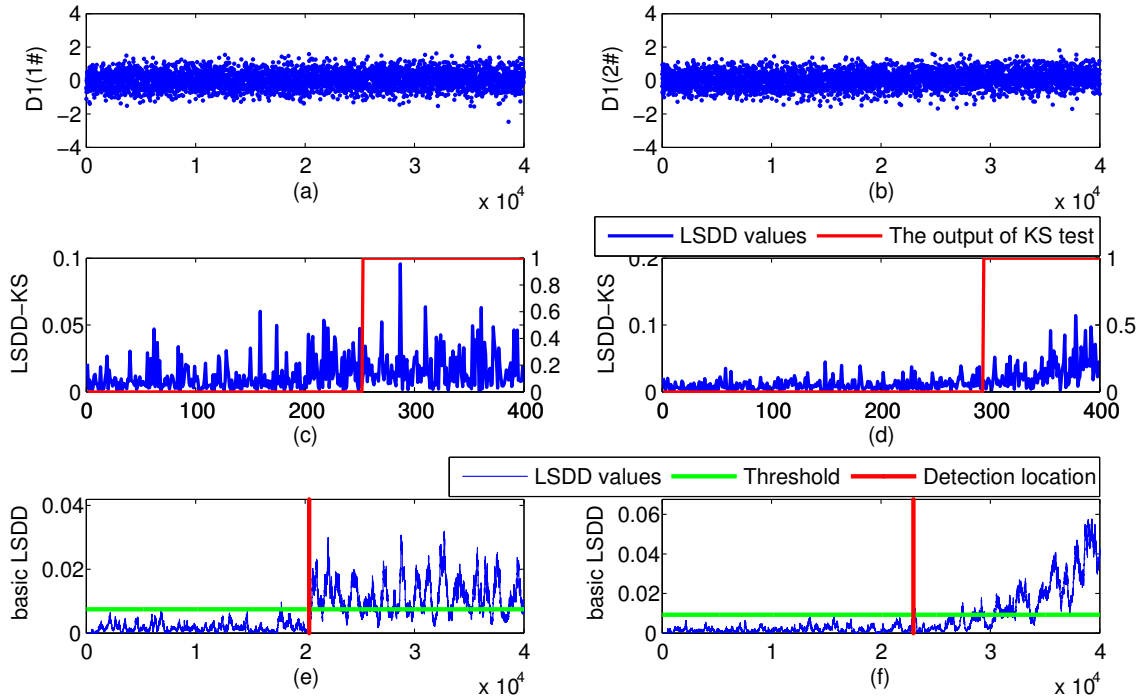 4
2
0
−2
−4
D1(1#)
0 1 2 3 4
(a)
x 10^4
4
2
0
−2
−4
D1(2#)
0 1 2 3 4
(b)
x 10^4
LSDD values The output of KS test
0.1
0.05
0
LSDD−KS
1
0.8
0.6
0.4
0.2
0
0 100 200 300 400
(c)
0.2
0.1
0
LSDD−KS
1
0.5
0
0 100 200 300 400
(d)
LSDD values Threshold Detection location
0.04
0.02
0
basic LSDD
0 1 2 3 4
(e)
x 10^4
0.06
0.04
0.02
0
basic LSDD
0 1 2 3 4
(f)
x 10^4